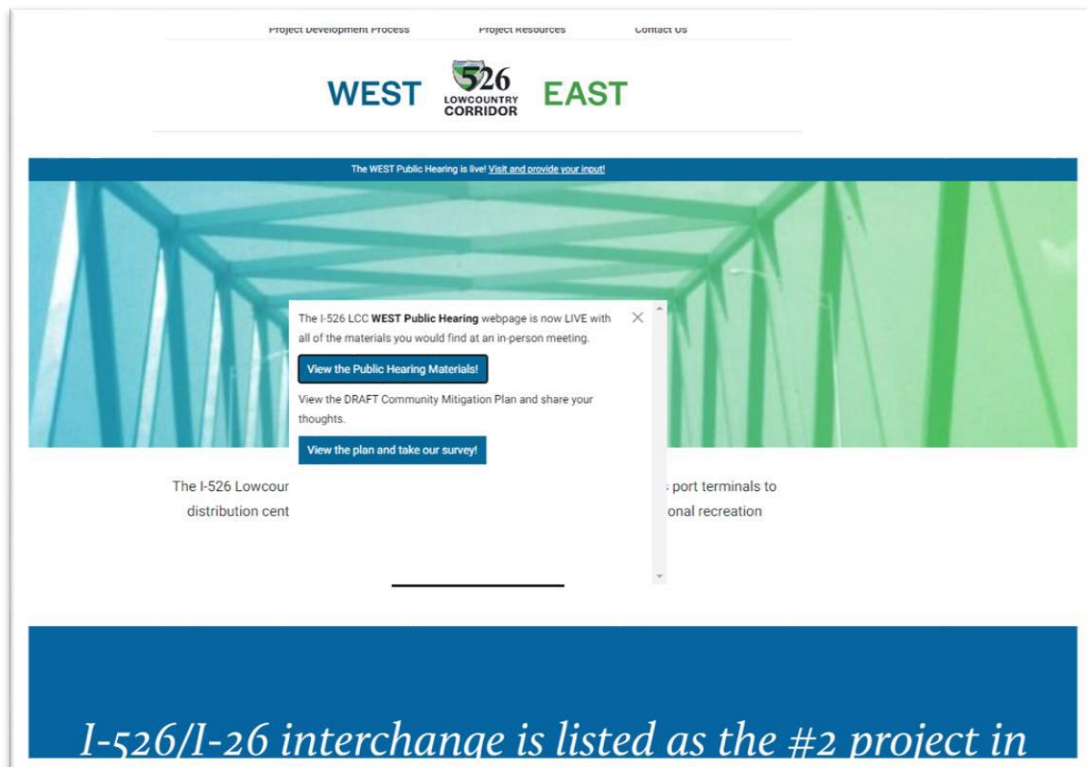 Project Development Process Project Resources Contact Us
WEST 526 LOWCOUNTRY CORRIDOR EAST
The WEST Public Hearing is live! Visit and provide your input!
The I-526 LCC WEST Public Hearing webpage is now LIVE with
all of the materials you would find at an in-person meeting.
View the Public Hearing Materials!
View the DRAFT Community Mitigation Plan and share your
thoughts.
View the plan and take our survey!
The I-526 Lowcour port terminals to
distribution cent onal recreation
I-526/I-26 interchange is listed as the #2 project in